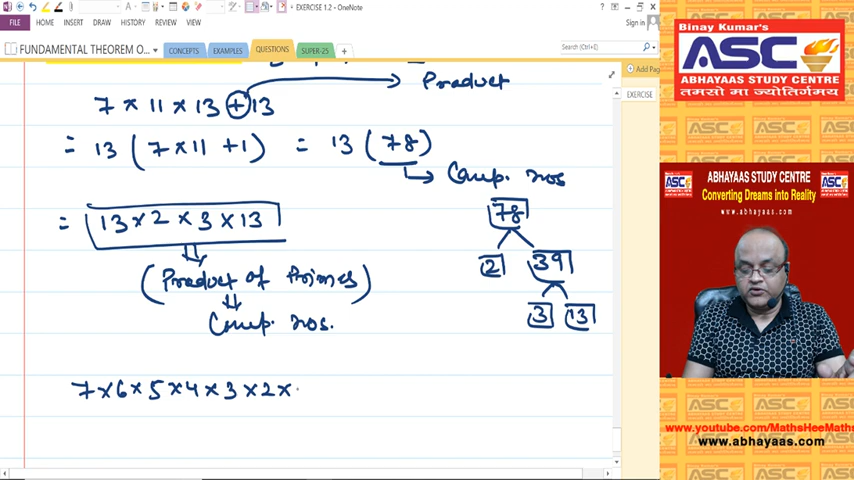 EXERCISE 1.2 - OneNote
FILE HOME INSERT DRAW HISTORY REVIEW VIEW
Sign in
FUNDAMENTAL THEOREM O... CONCEPTS EXAMPLES QUESTIONS SUPER-25 +
Search (Ctrl+E)
Add Page
EXERCISE
Product
7 × 11 × 13 + 13
= 13 ( 7 × 11 + 1) = 13 ( 78)
Comp. nos
= 13 × 2 × 3 × 13
78
2 39
3 13
( Product of Primes )
Comp. nos.
7 × 6 × 5 × 4 × 3 × 2 ×
Binay Kumar's
ASC
ABHAYAAS STUDY CENTRE
तमसो मा ज्योतिर्गमय
ASC
ABHAYAAS STUDY CENTRE
Converting Dreams into Reality
www.abhayaas.com
www.youtube.com/MathsHeeMaths
www.abhayaas.com